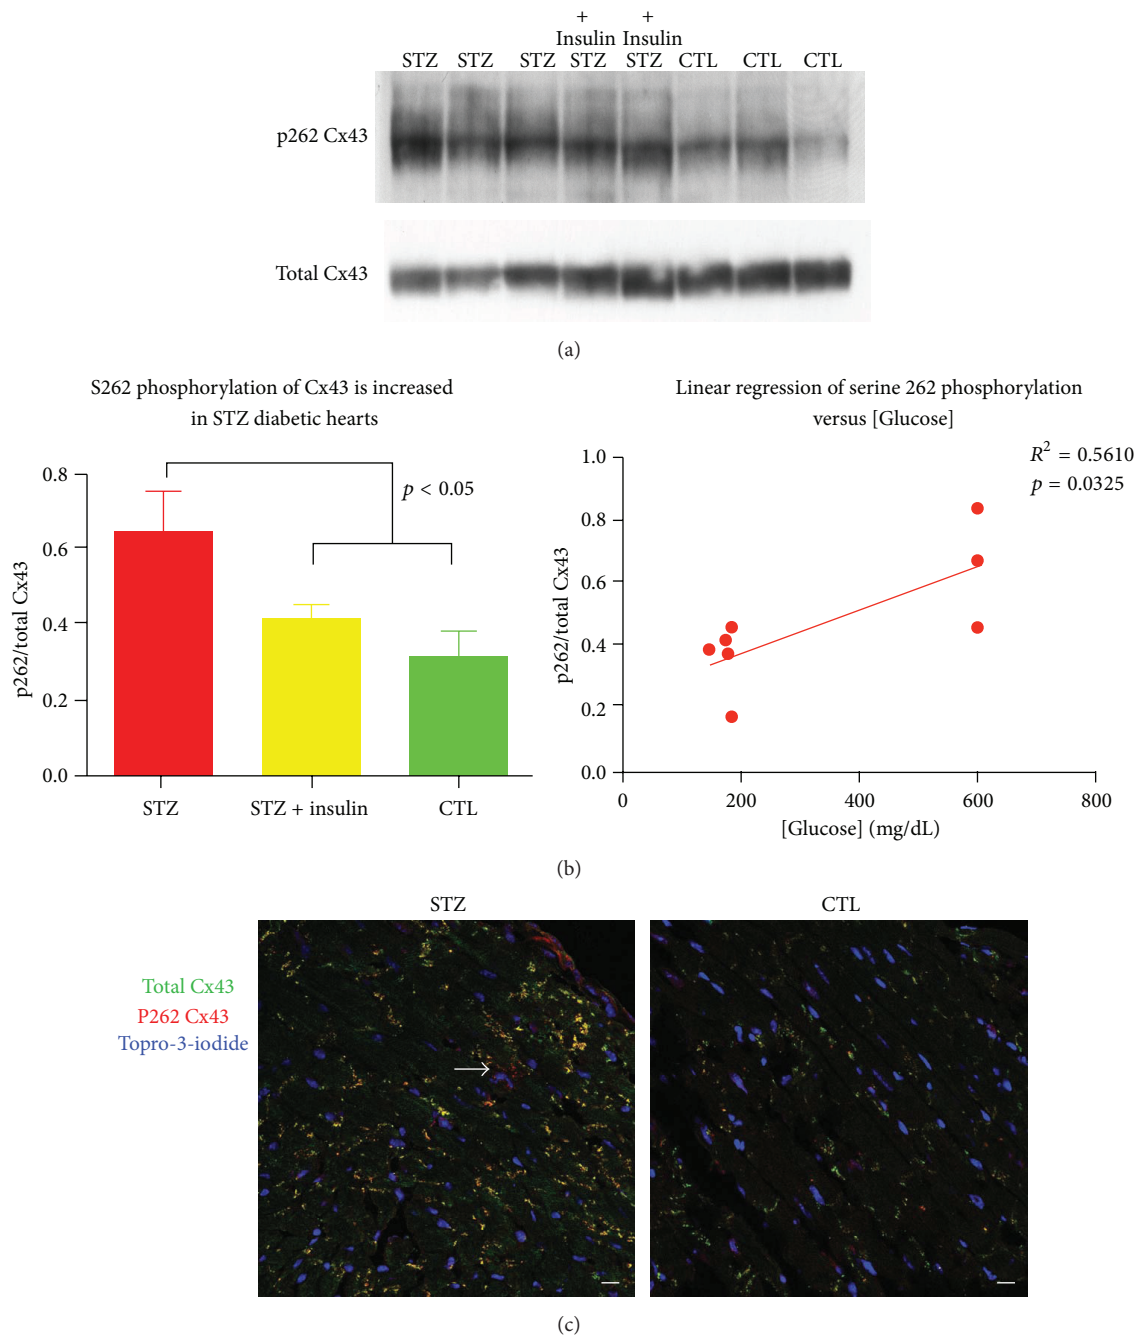 + +
Insulin Insulin
STZ STZ STZ STZ STZ CTL CTL CTL
p262 Cx43
Total Cx43
(a)
S262 phosphorylation of Cx43 is increased
in STZ diabetic hearts
0.8
0.6
0.4
0.2
0.0
p262/total Cx43
p < 0.05
STZ STZ + insulin CTL
Linear regression of serine 262 phosphorylation
versus [Glucose]
R² = 0.5610
p = 0.0325
1.0
0.8
0.6
0.4
0.2
0.0
p262/total Cx43
0 200 400 600 800
[Glucose] (mg/dL)
(b)
STZ CTL
Total Cx43
P262 Cx43
Topro-3-iodide
(c)